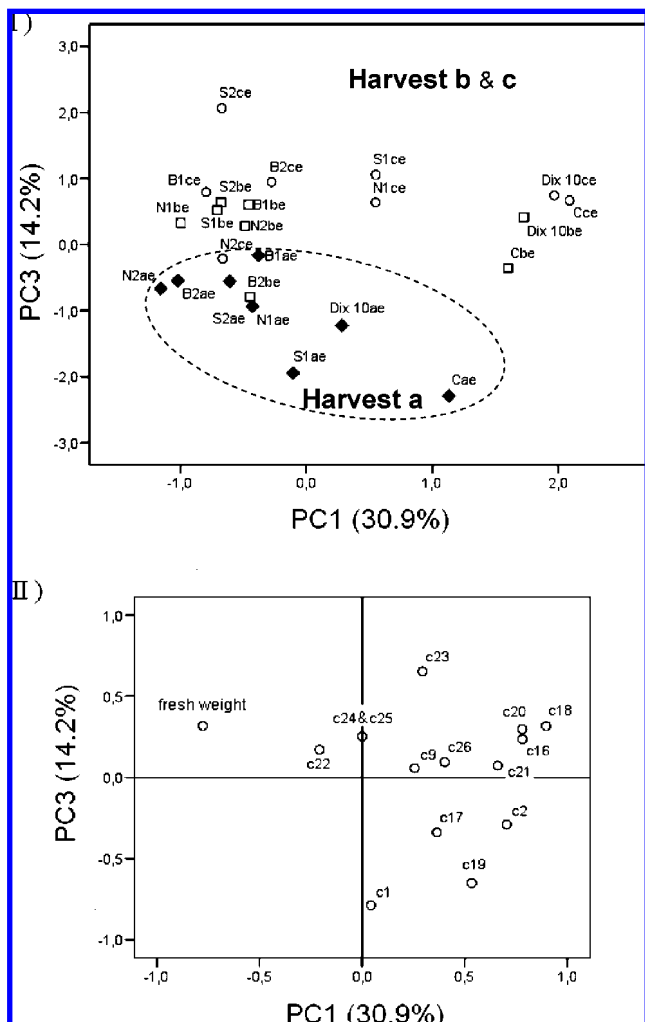 I)
3,0
Harvest b & c
S2ce
2,0
B1ce
S2be
B2ce
S1ce
N1ce
Dix 10ce
1,0
Cce
N1be
B1be
Dix 10be
S1be
N2be
0,0
N2ce
B1ae
Cbe
N2ae
B2ae
B2be
Dix 10ae
-1,0
S2ae
N1ae
S1ae
Cae
-2,0
Harvest a
-3,0
PC3 (14.2%)
-1,0
0,0
1,0
2,0
PC1 (30.9%)
II)
1,0
c23
0,5
fresh weight
c24&c25
c20
c18
c22
c9
c26
c16
0,0
c21
c17
c2
-0,5
c19
c1
-1,0
PC3 (14.2%)
-1,0
-0,5
0,0
0,5
1,0
PC1 (30.9%)